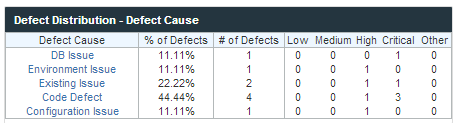 Defect Distribution - Defect Cause
Defect Cause % of Defects # of Defects Low Medium High Critical Other
DB Issue 11.11% 1 0 0 0 1 0
Environment Issue 11.11% 1 0 0 1 0 0
Existing Issue 22.22% 2 0 0 1 1 0
Code Defect 44.44% 4 0 0 1 3 0
Configuration Issue 11.11% 1 0 0 1 0 0